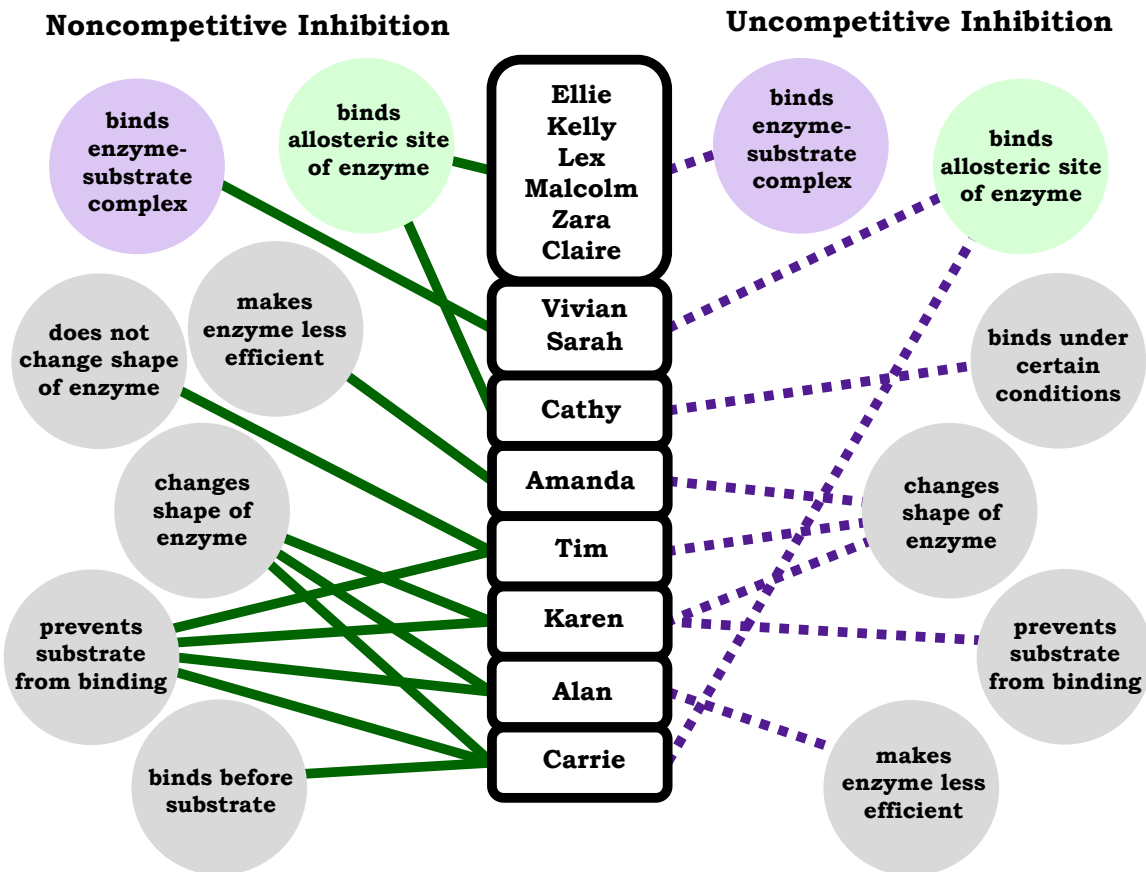 Noncompetitive Inhibition
Uncompetitive Inhibition
binds
enzyme-
substrate
complex
binds
allosteric site
of enzyme
does not
change shape
of enzyme
makes
enzyme less
efficient
changes
shape of
enzyme
prevents
substrate
from binding
binds before
substrate
Ellie
Kelly
Lex
Malcolm
Zara
Claire
Vivian
Sarah
Cathy
Amanda
Tim
Karen
Alan
Carrie
binds
enzyme-
substrate
complex
binds
allosteric site
of enzyme
binds under
certain
conditions
changes
shape of
enzyme
prevents
substrate
from binding
makes
enzyme less
efficient